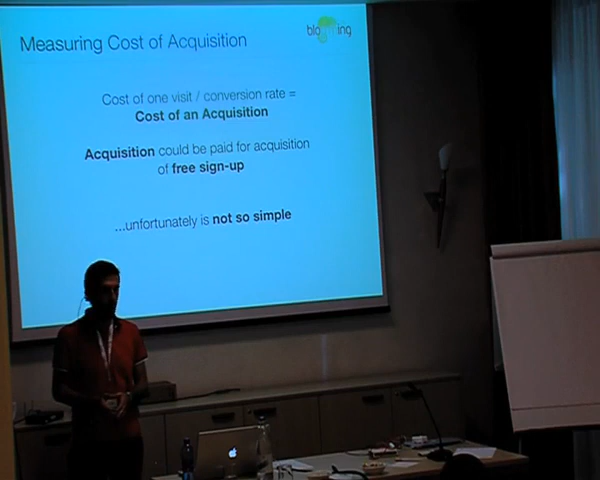 Measuring Cost of Acquisition
blooming
Cost of one visit / conversion rate =
Cost of an Acquisition
Acquisition could be paid for acquisition
of free sign-up
...unfortunately is not so simple